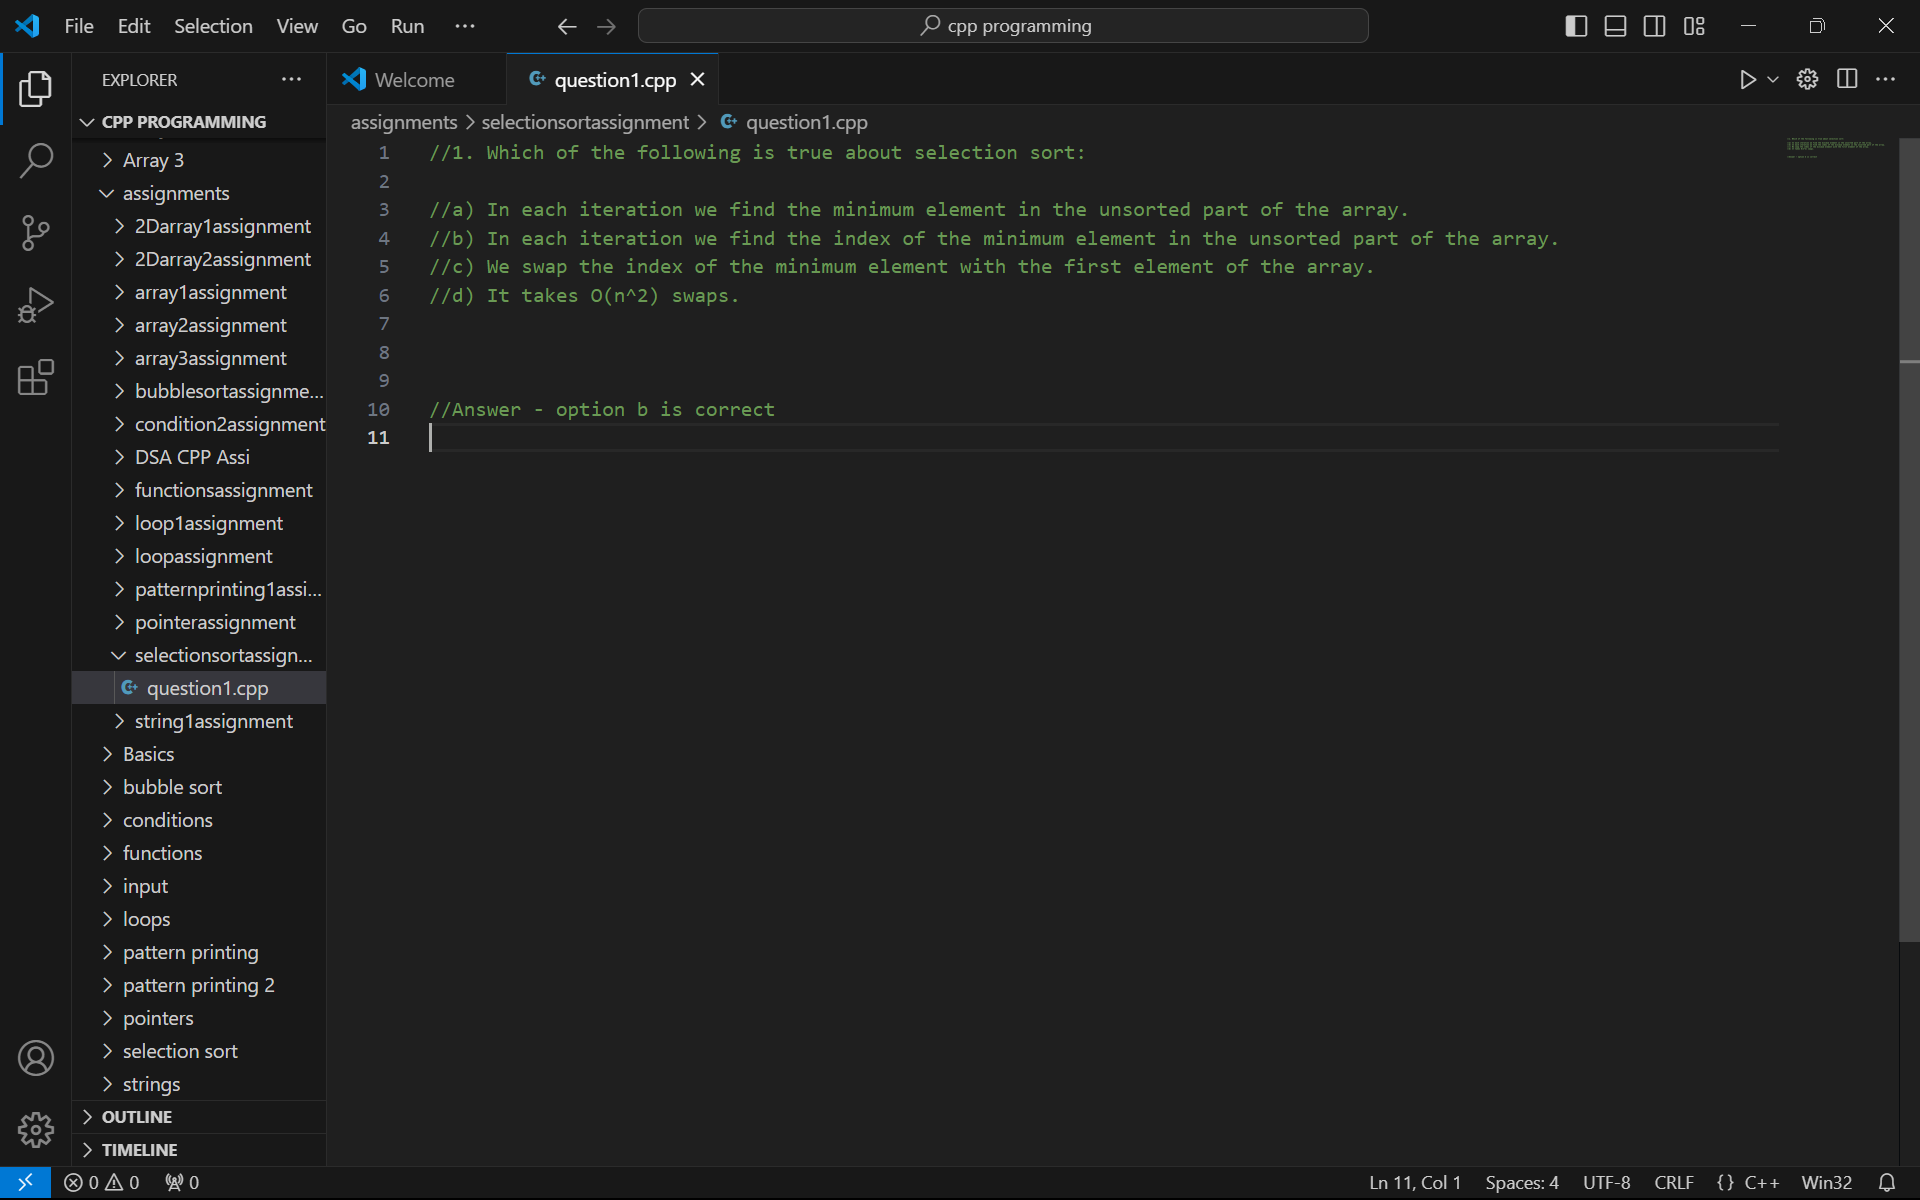 File Edit Selection View Go Run ···
cpp programming
EXPLORER ···
CPP PROGRAMMING
Array 3
assignments
2Darray1assignment
2Darray2assignment
array1assignment
array2assignment
array3assignment
bubblesortassignme...
condition2assignment
DSA CPP Assi
functionsassignment
loop1assignment
loopassignment
patternprinting1assi...
pointerassignment
selectionsortassign...
question1.cpp
string1assignment
Basics
bubble sort
conditions
functions
input
loops
pattern printing
pattern printing 2
pointers
selection sort
strings
OUTLINE
TIMELINE
Welcome question1.cpp
assignments > selectionsortassignment > question1.cpp
1 //1. Which of the following is true about selection sort:
2
3 //a) In each iteration we find the minimum element in the unsorted part of the array.
4 //b) In each iteration we find the index of the minimum element in the unsorted part of the array.
5 //c) We swap the index of the minimum element with the first element of the array.
6 //d) It takes O(n^2) swaps.
7
8
9
10 //Answer - option b is correct
11
0 0 0 Ln 11, Col 1 Spaces: 4 UTF-8 CRLF {} C++ Win32